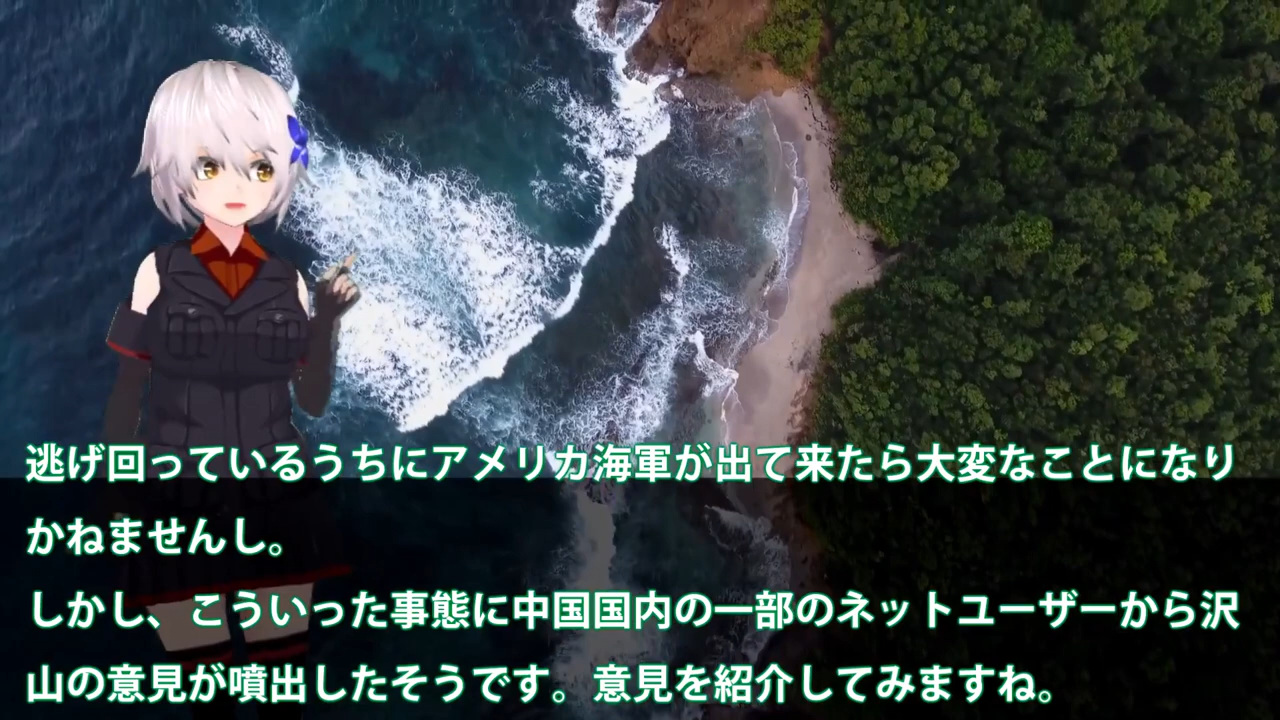 逃げ回っているうちにアメリカ海軍が出て来たら大変なことになり
かねませんし。
しかし、こういった事態に中国国内の一部のネットユーザーから沢
山の意見が噴出したそうです。意見を紹介してみますね。